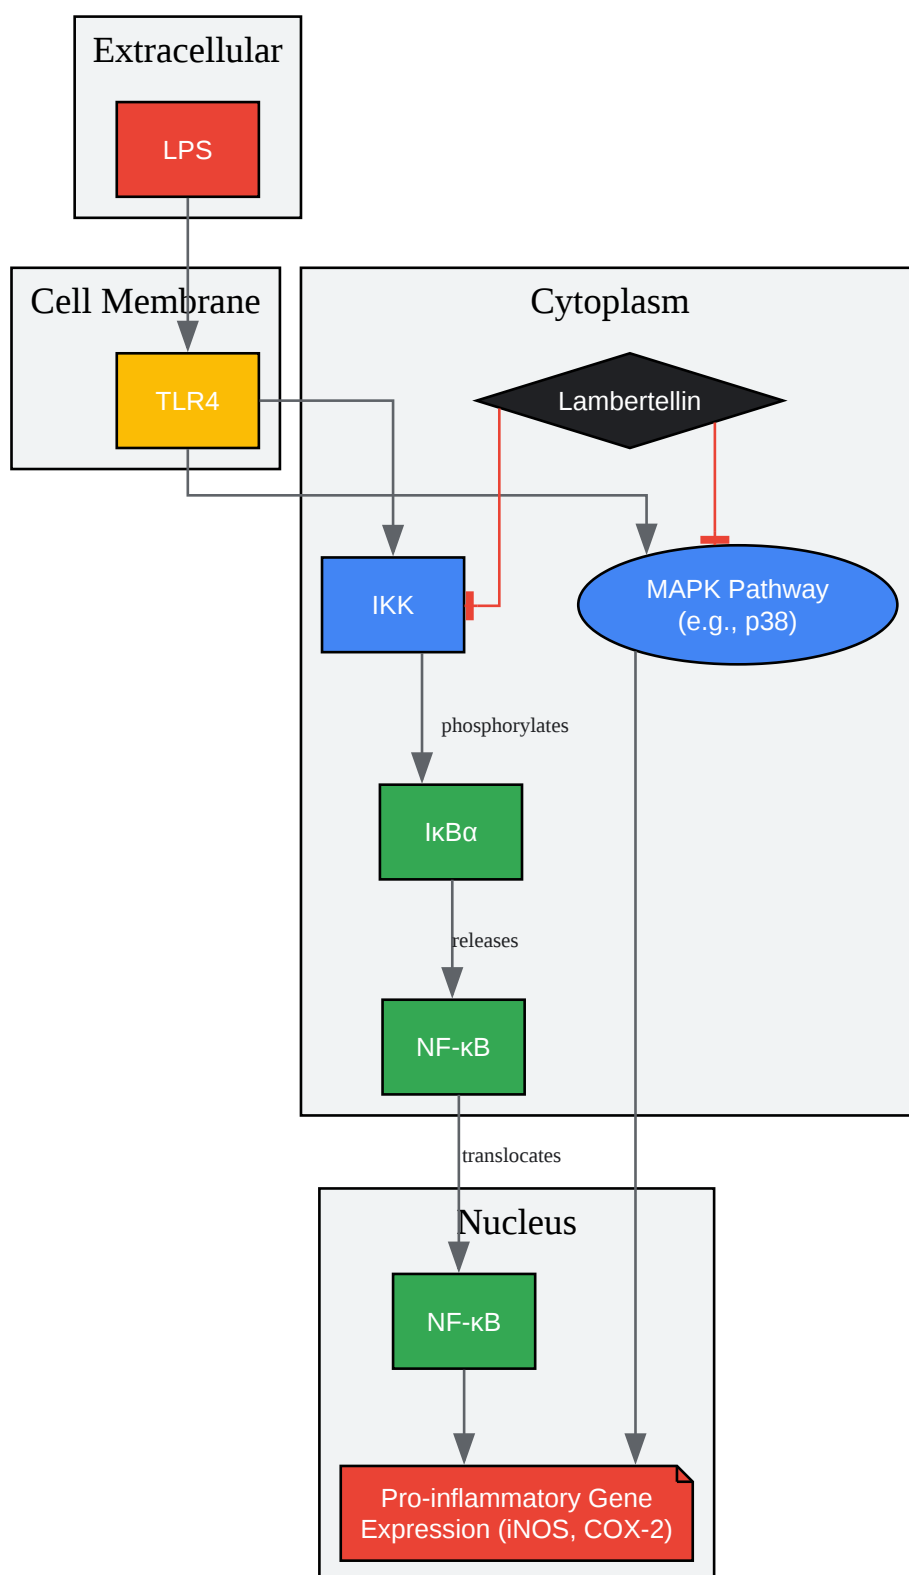 Extracellular
LPS
Cell Membrane
Cytoplasm
TLR4
Lambertellin
IKK
MAPK Pathway
(e.g., p38)
phosphorylates
IκBα
releases
NF-κB
translocates
Nucleus
NF-κB
Pro-inflammatory Gene
Expression (iNOS, COX-2)